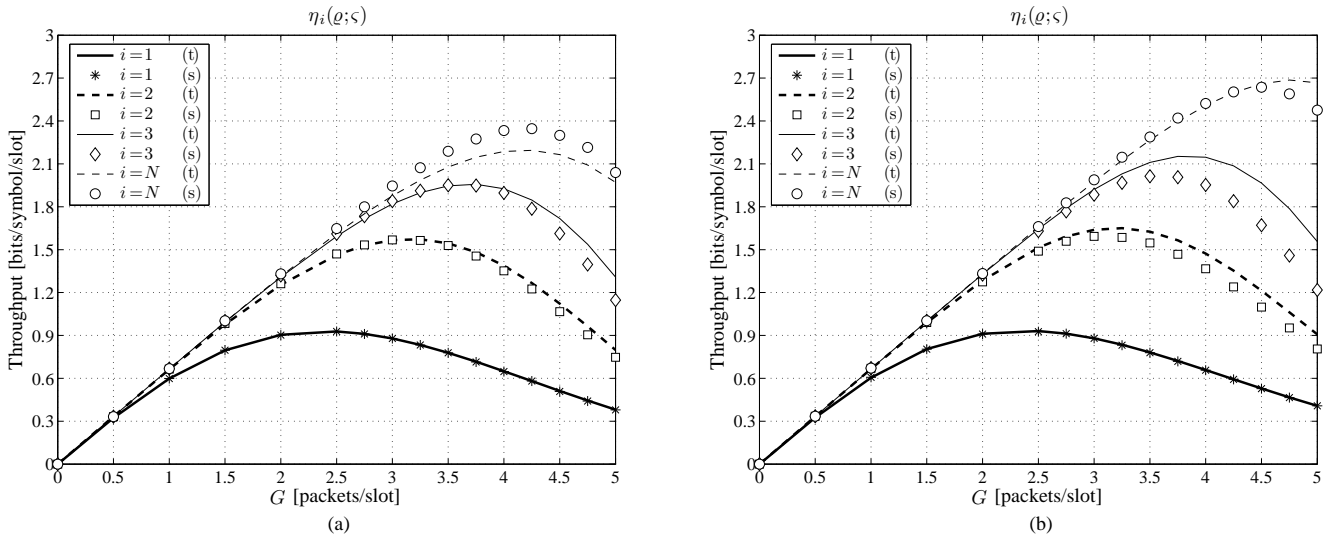 η_i(ϱ;ς)
3
2.7
2.4
2.1
1.8
1.5
1.2
0.9
0.6
0.3
0
Throughput [bits/symbol/slot]
i=1 (t)
i=1 (s)
i=2 (t)
i=2 (s)
i=3 (t)
i=3 (s)
i=N (t)
i=N (s)
0 0.5 1 1.5 2 2.5 3 3.5 4 4.5 5
G [packets/slot]
(a)
η_i(ϱ;ς)
3
2.7
2.4
2.1
1.8
1.5
1.2
0.9
0.6
0.3
0
Throughput [bits/symbol/slot]
i=1 (t)
i=1 (s)
i=2 (t)
i=2 (s)
i=3 (t)
i=3 (s)
i=N (t)
i=N (s)
0 0.5 1 1.5 2 2.5 3 3.5 4 4.5 5
G [packets/slot]
(b)